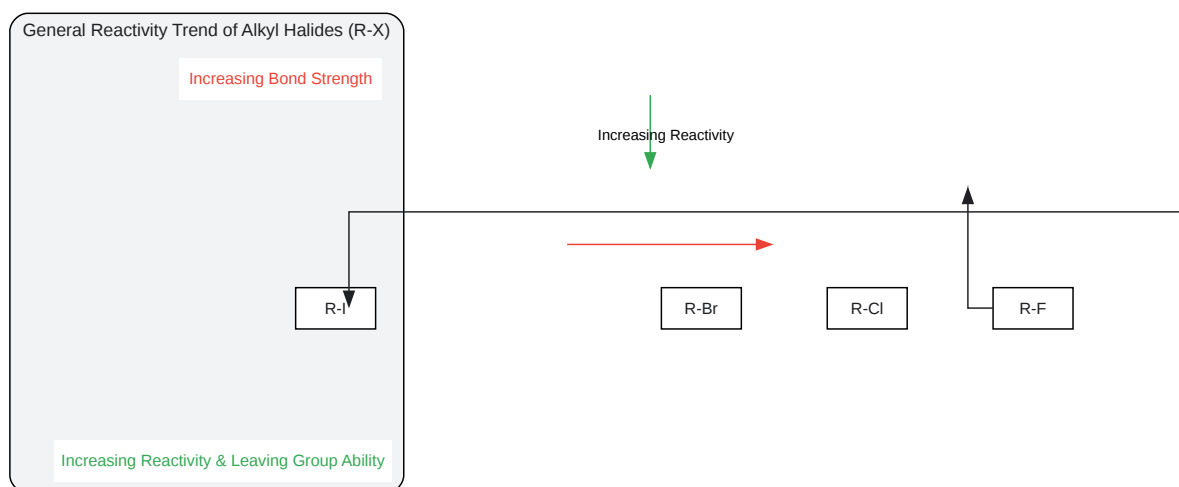 General Reactivity Trend of Alkyl Halides (R-X)
Increasing Bond Strength
Increasing Reactivity
R-I
R-Br
R-Cl
R-F
Increasing Reactivity & Leaving Group Ability